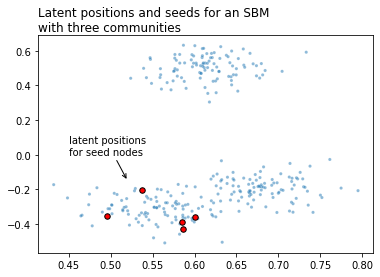 Latent positions and seeds for an SBM
with three communities
0.6
0.4
0.2
0.0
−0.2
−0.4
latent positions
for seed nodes
0.45 0.50 0.55 0.60 0.65 0.70 0.75 0.80